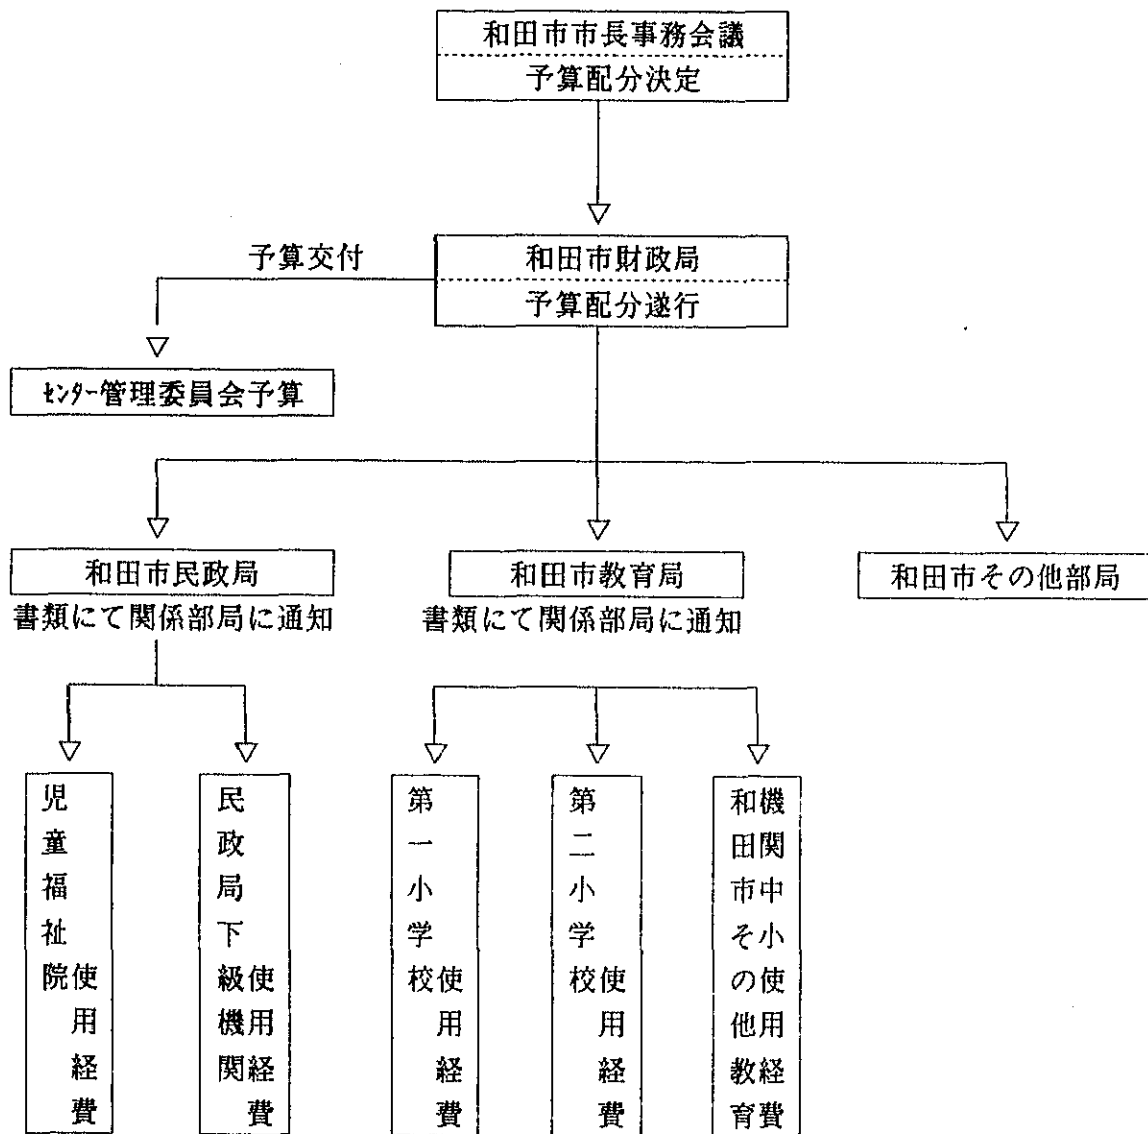 和田市市長事務会議
予算配分決定
予算交付
和田市財政局
予算配分遂行
センター管理委員会予算
和田市民政局
書類にて関係部局に通知
和田市教育局
書類にて関係部局に通知
和田市その他部局
児童福祉院
使用経費
民政局下級機関
使用経費
第一小学校
使用経費
第二小学校
使用経費
機関中小使用経費
和田市その他教育